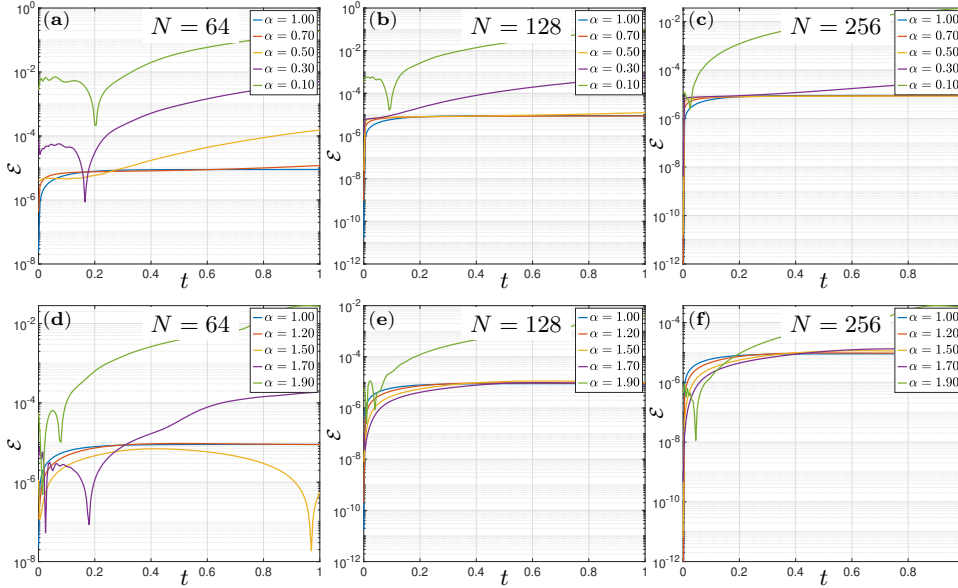 (a)
N = 64
α = 1.00
α = 0.70
α = 0.50
α = 0.30
α = 0.10
10^0
10^-2
10^-4
10^-6
10^-8
ℰ
0 0.2 0.4 0.6 0.8 1
t
(b)
N = 128
α = 1.00
α = 0.70
α = 0.50
α = 0.30
α = 0.10
10^0
10^-2
10^-4
10^-6
10^-8
10^-10
10^-12
ℰ
0 0.2 0.4 0.6 0.8 1
t
(c)
N = 256
α = 1.00
α = 0.70
α = 0.50
α = 0.30
α = 0.10
10^-2
10^-4
10^-6
10^-8
10^-10
10^-12
ℰ
0 0.2 0.4 0.6 0.8
t
(d)
N = 64
α = 1.00
α = 1.20
α = 1.50
α = 1.70
α = 1.90
10^-2
10^-4
10^-6
10^-8
ℰ
0 0.2 0.4 0.6 0.8 1
t
(e)
N = 128
α = 1.00
α = 1.20
α = 1.50
α = 1.70
α = 1.90
10^-2
10^-4
10^-6
10^-8
10^-10
10^-12
ℰ
0 0.2 0.4 0.6 0.8 1
t
(f)
N = 256
α = 1.00
α = 1.20
α = 1.50
α = 1.70
α = 1.90
10^-4
10^-6
10^-8
10^-10
10^-12
ℰ
0 0.2 0.4 0.6 0.8
t